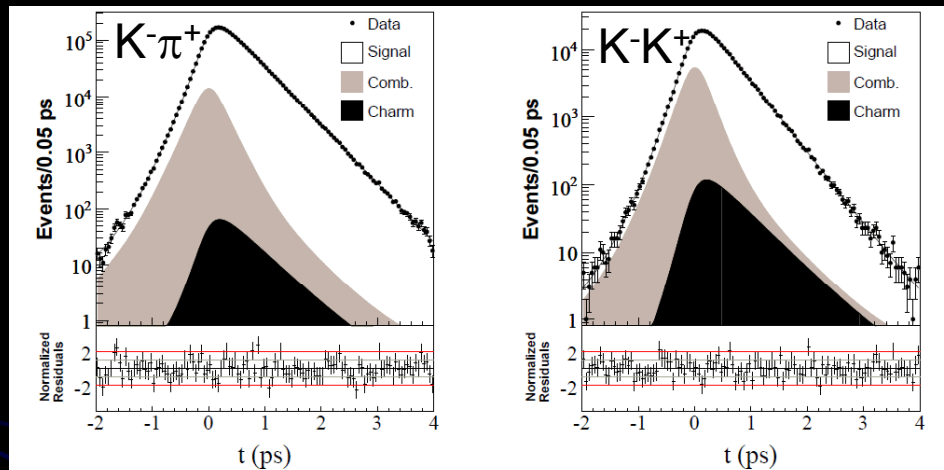 K⁻π⁺
Data
Signal
Comb.
Charm
Events/0.05 ps
10⁵
10⁴
10³
10²
10
1
Normalized
Residuals
2
-2
-2 -1 0 1 2 3 4
t (ps)
K⁻K⁺
Data
Signal
Comb.
Charm
Events/0.05 ps
10⁴
10³
10²
10
1
Normalized
Residuals
2
-2
-2 -1 0 1 2 3 4
t (ps)